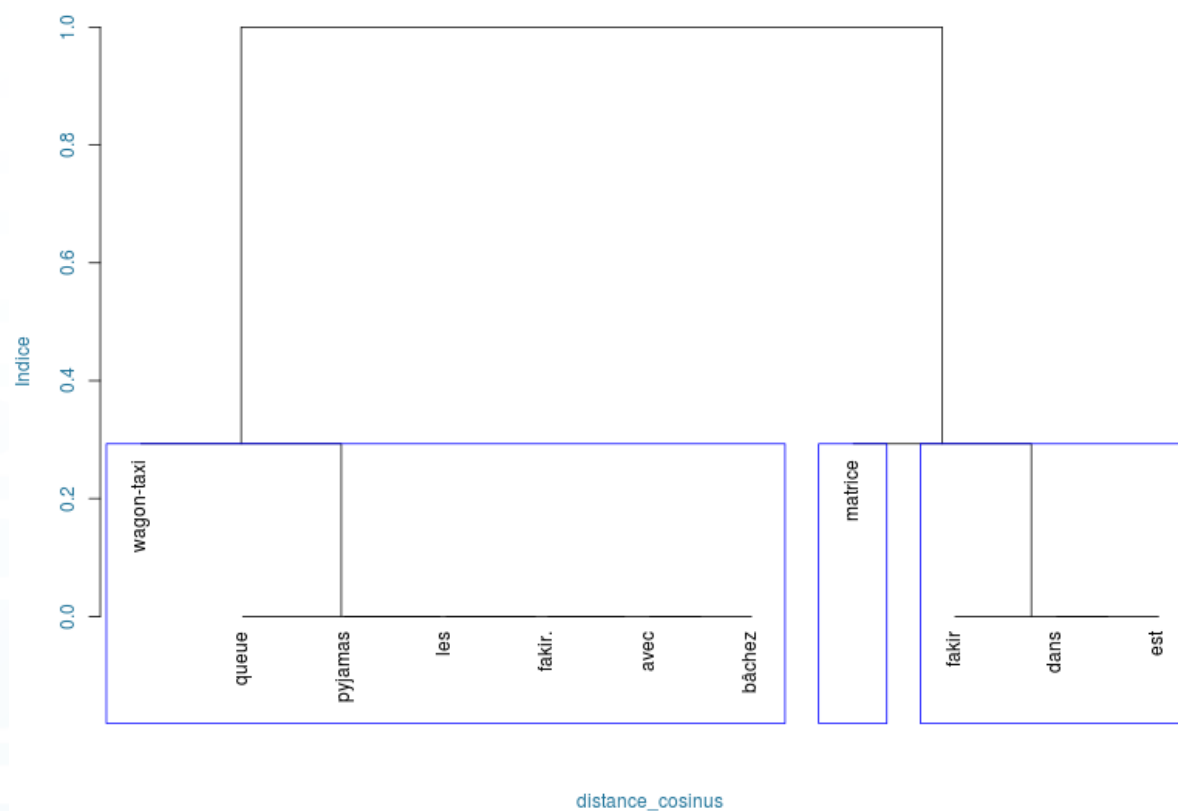 1.0
0.8
0.6
0.4
0.2
0.0
Indice
wagon-taxi
queue
pyjamas
les
fakir.
avec
bâchez
matrice
fakir
dans
est
distance_cosinus